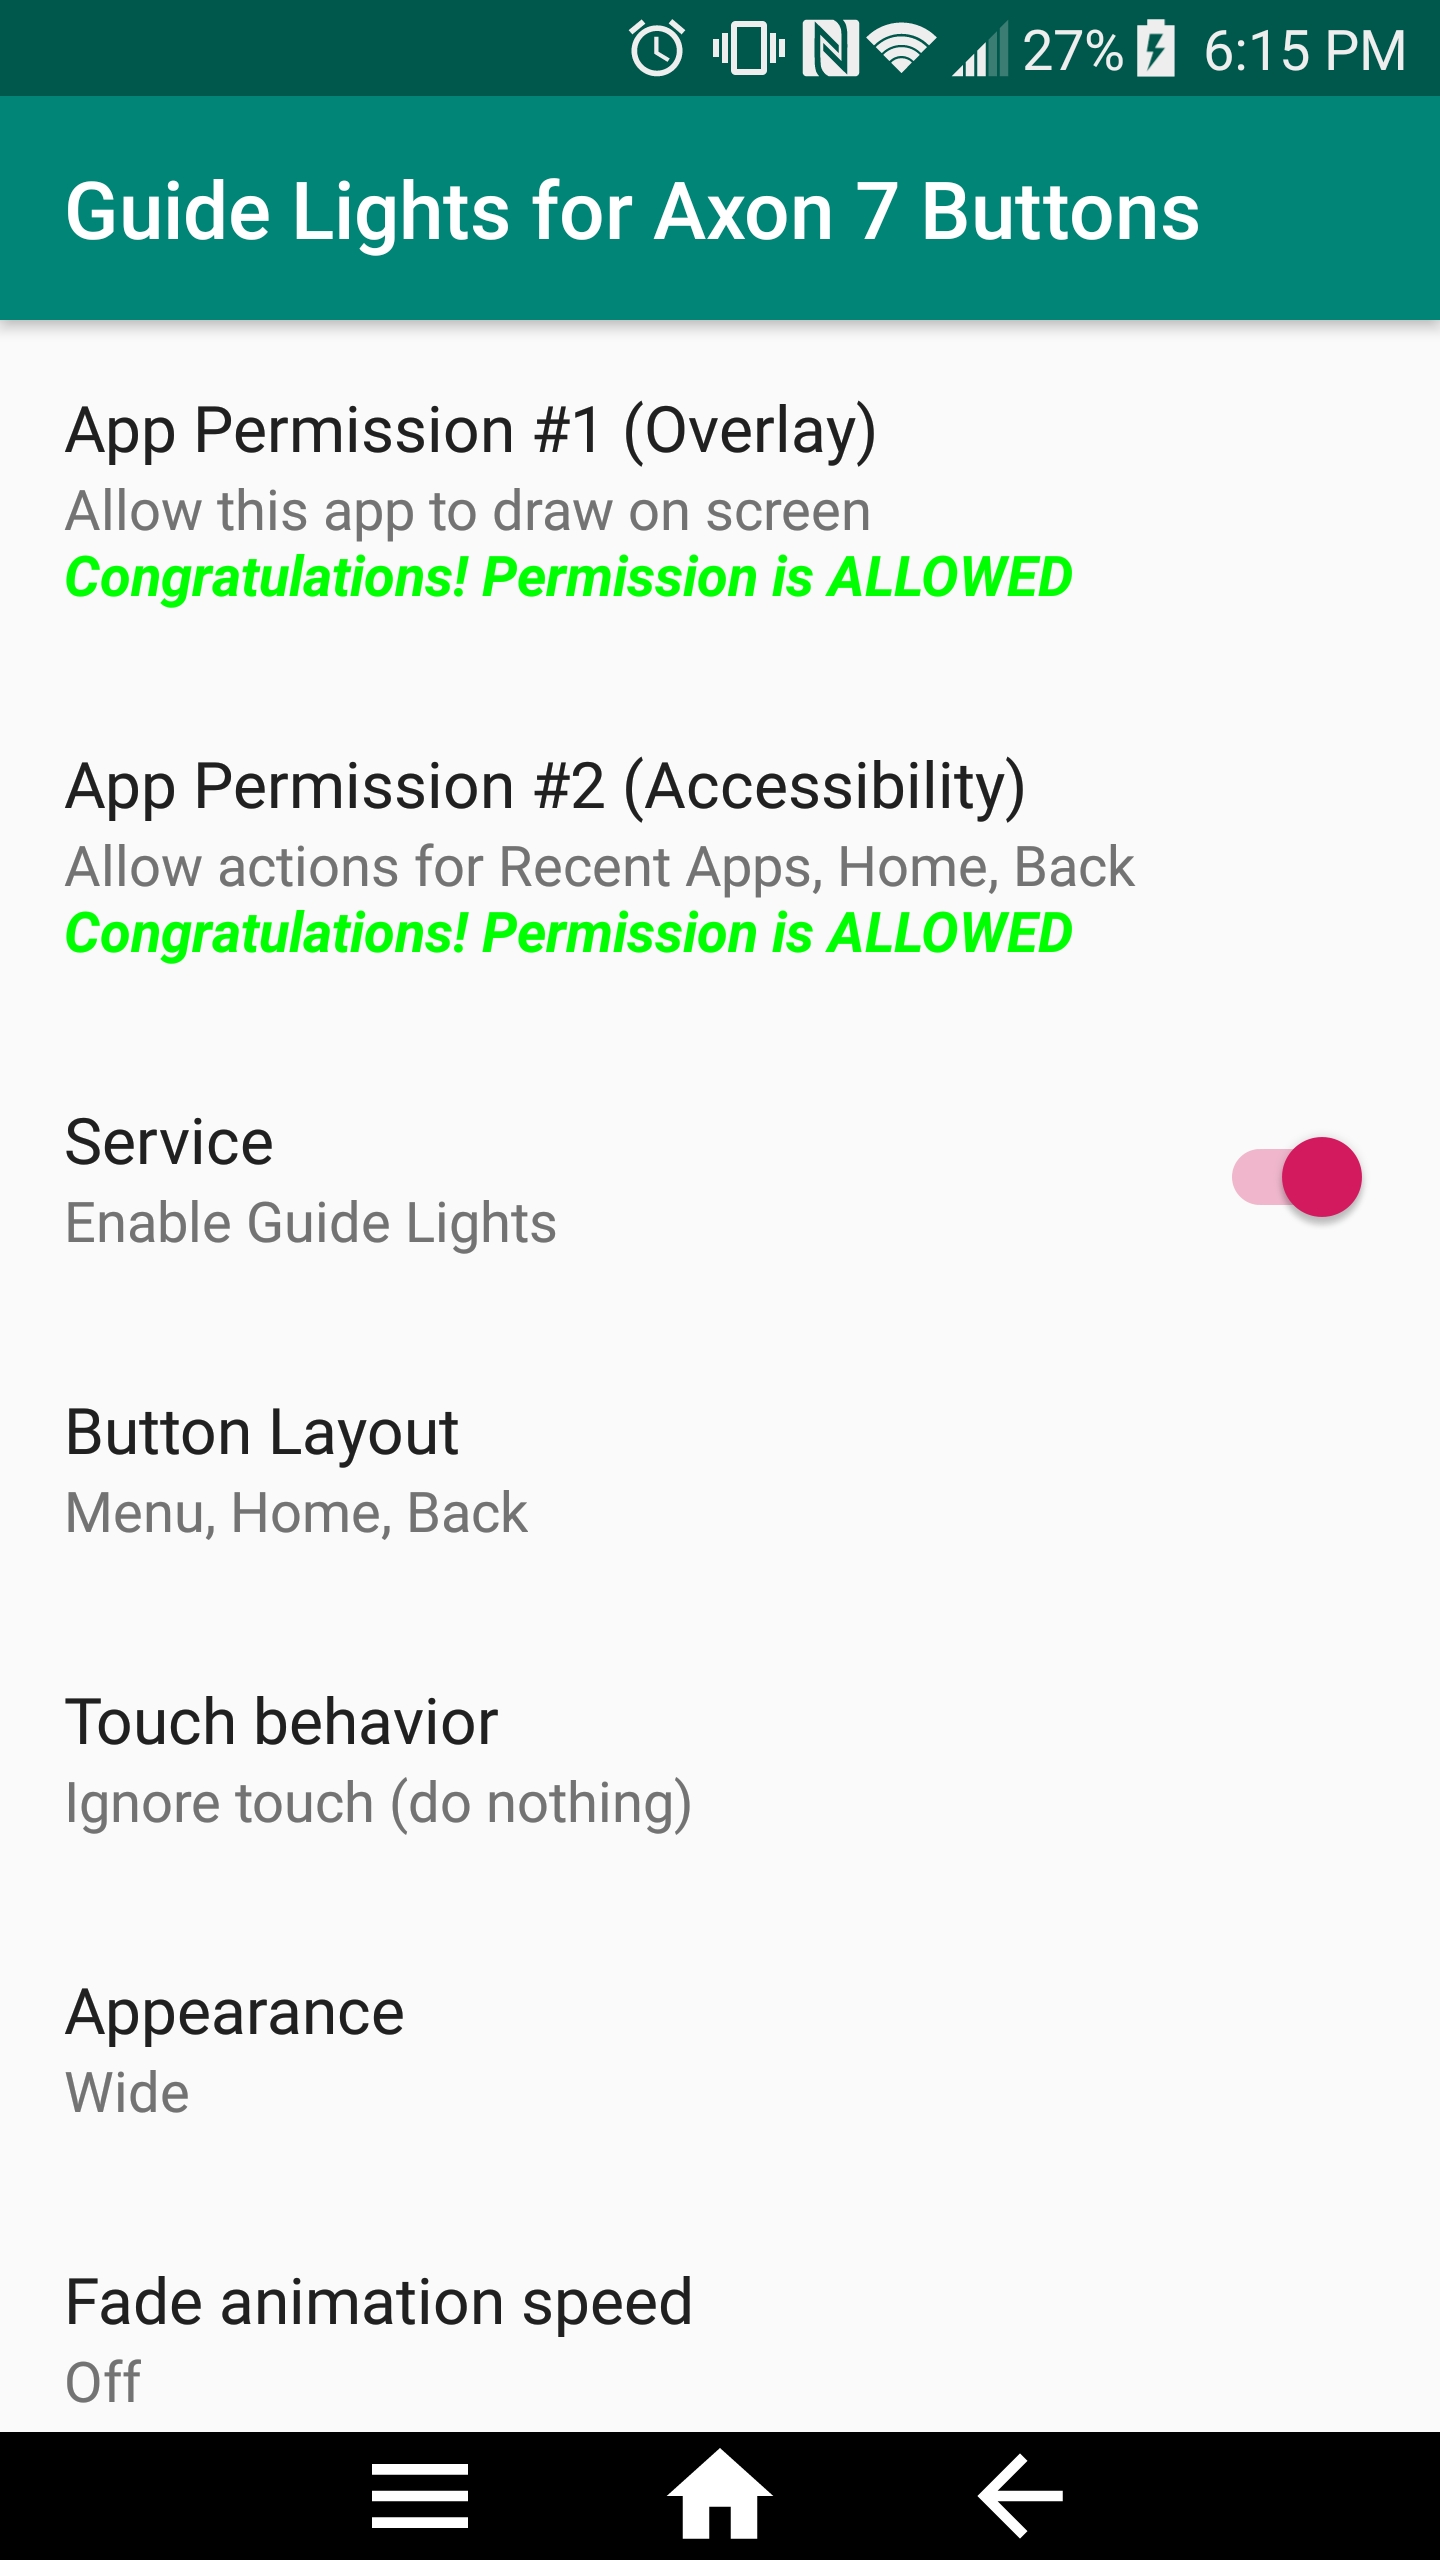 27% 6:15 PM
Guide Lights for Axon 7 Buttons
App Permission #1 (Overlay)
Allow this app to draw on screen
Congratulations! Permission is ALLOWED
App Permission #2 (Accessibility)
Allow actions for Recent Apps, Home, Back
Congratulations! Permission is ALLOWED
Service
Enable Guide Lights
Button Layout
Menu, Home, Back
Touch behavior
Ignore touch (do nothing)
Appearance
Wide
Fade animation speed
Off